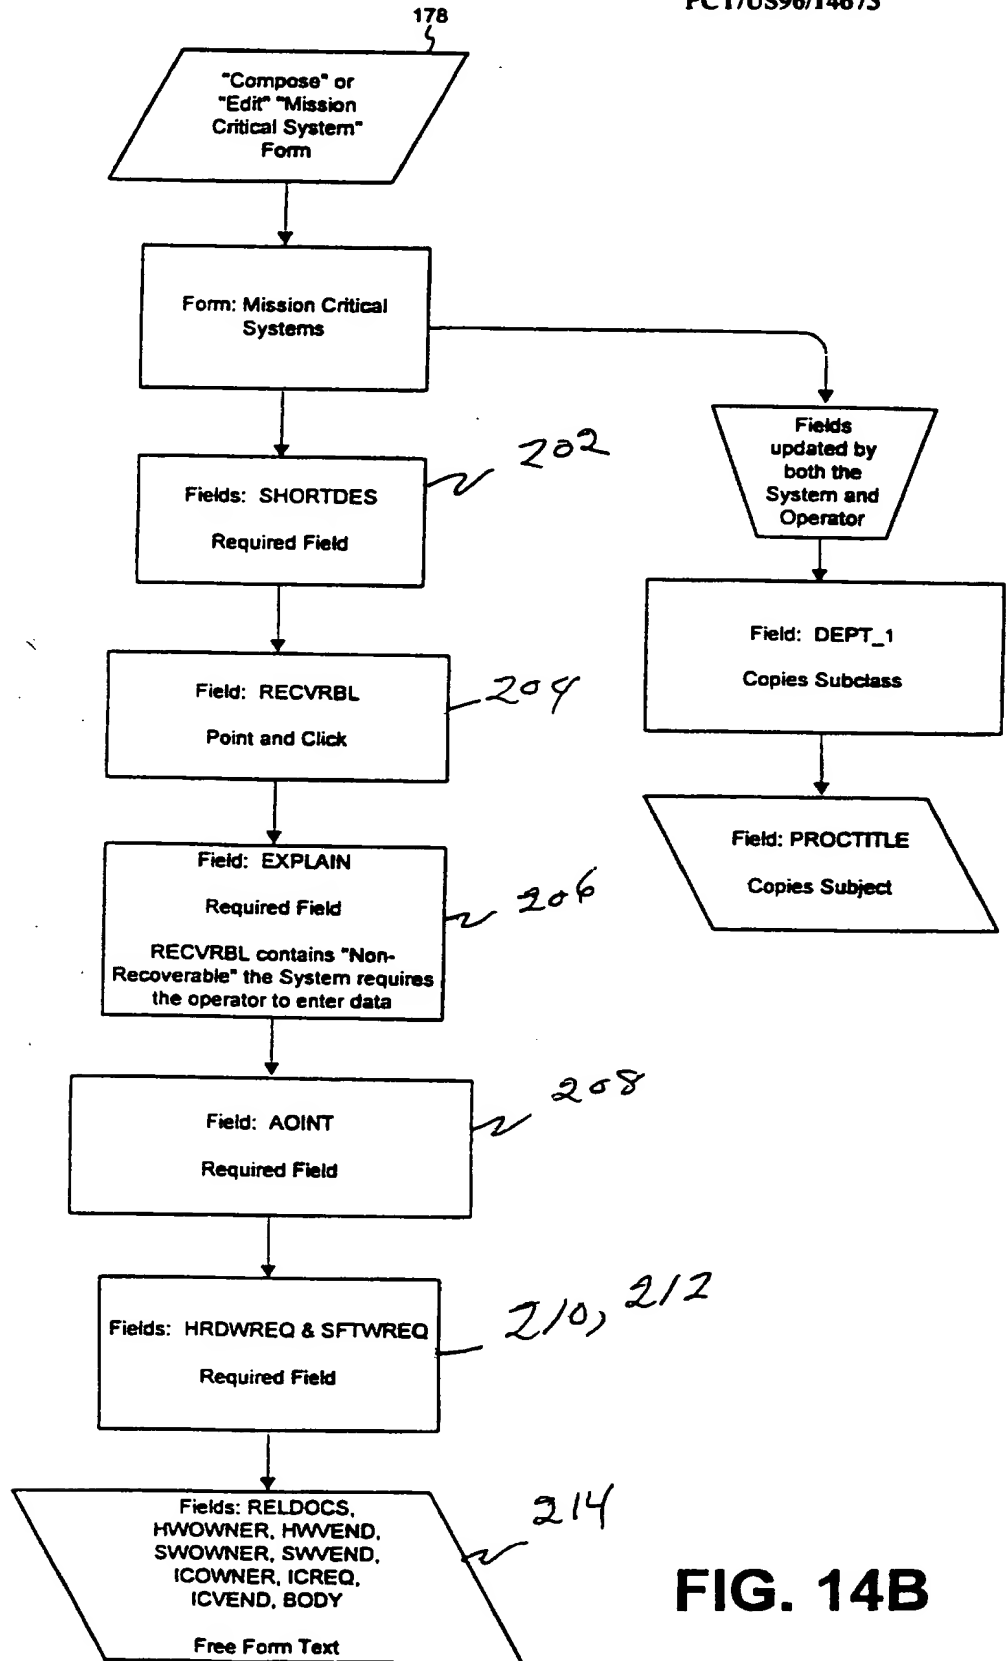 178
"Compose" or
"Edit" "Mission
Critical System"
Form
Form: Mission Critical
Systems
Fields
updated by
both the
System and
Operator
Fields: SHORTDES
Required Field
202
Field: DEPT_1
Copies Subclass
Field: RECVRBL
Point and Click
204
Field: PROCTITLE
Copies Subject
Field: EXPLAIN
Required Field
RECVRBL contains "Non-
Recoverable" the System requires
the operator to enter data
206
Field: AOINT
Required Field
208
Fields: HRDWREQ & SFTWREQ
Required Field
210, 212
Fields: RELDOCS,
HWOWNER, HWVEND,
SWOWNER, SWVEND,
ICOWNER, ICREQ,
ICVEND, BODY
Free Form Text
214
FIG. 14B